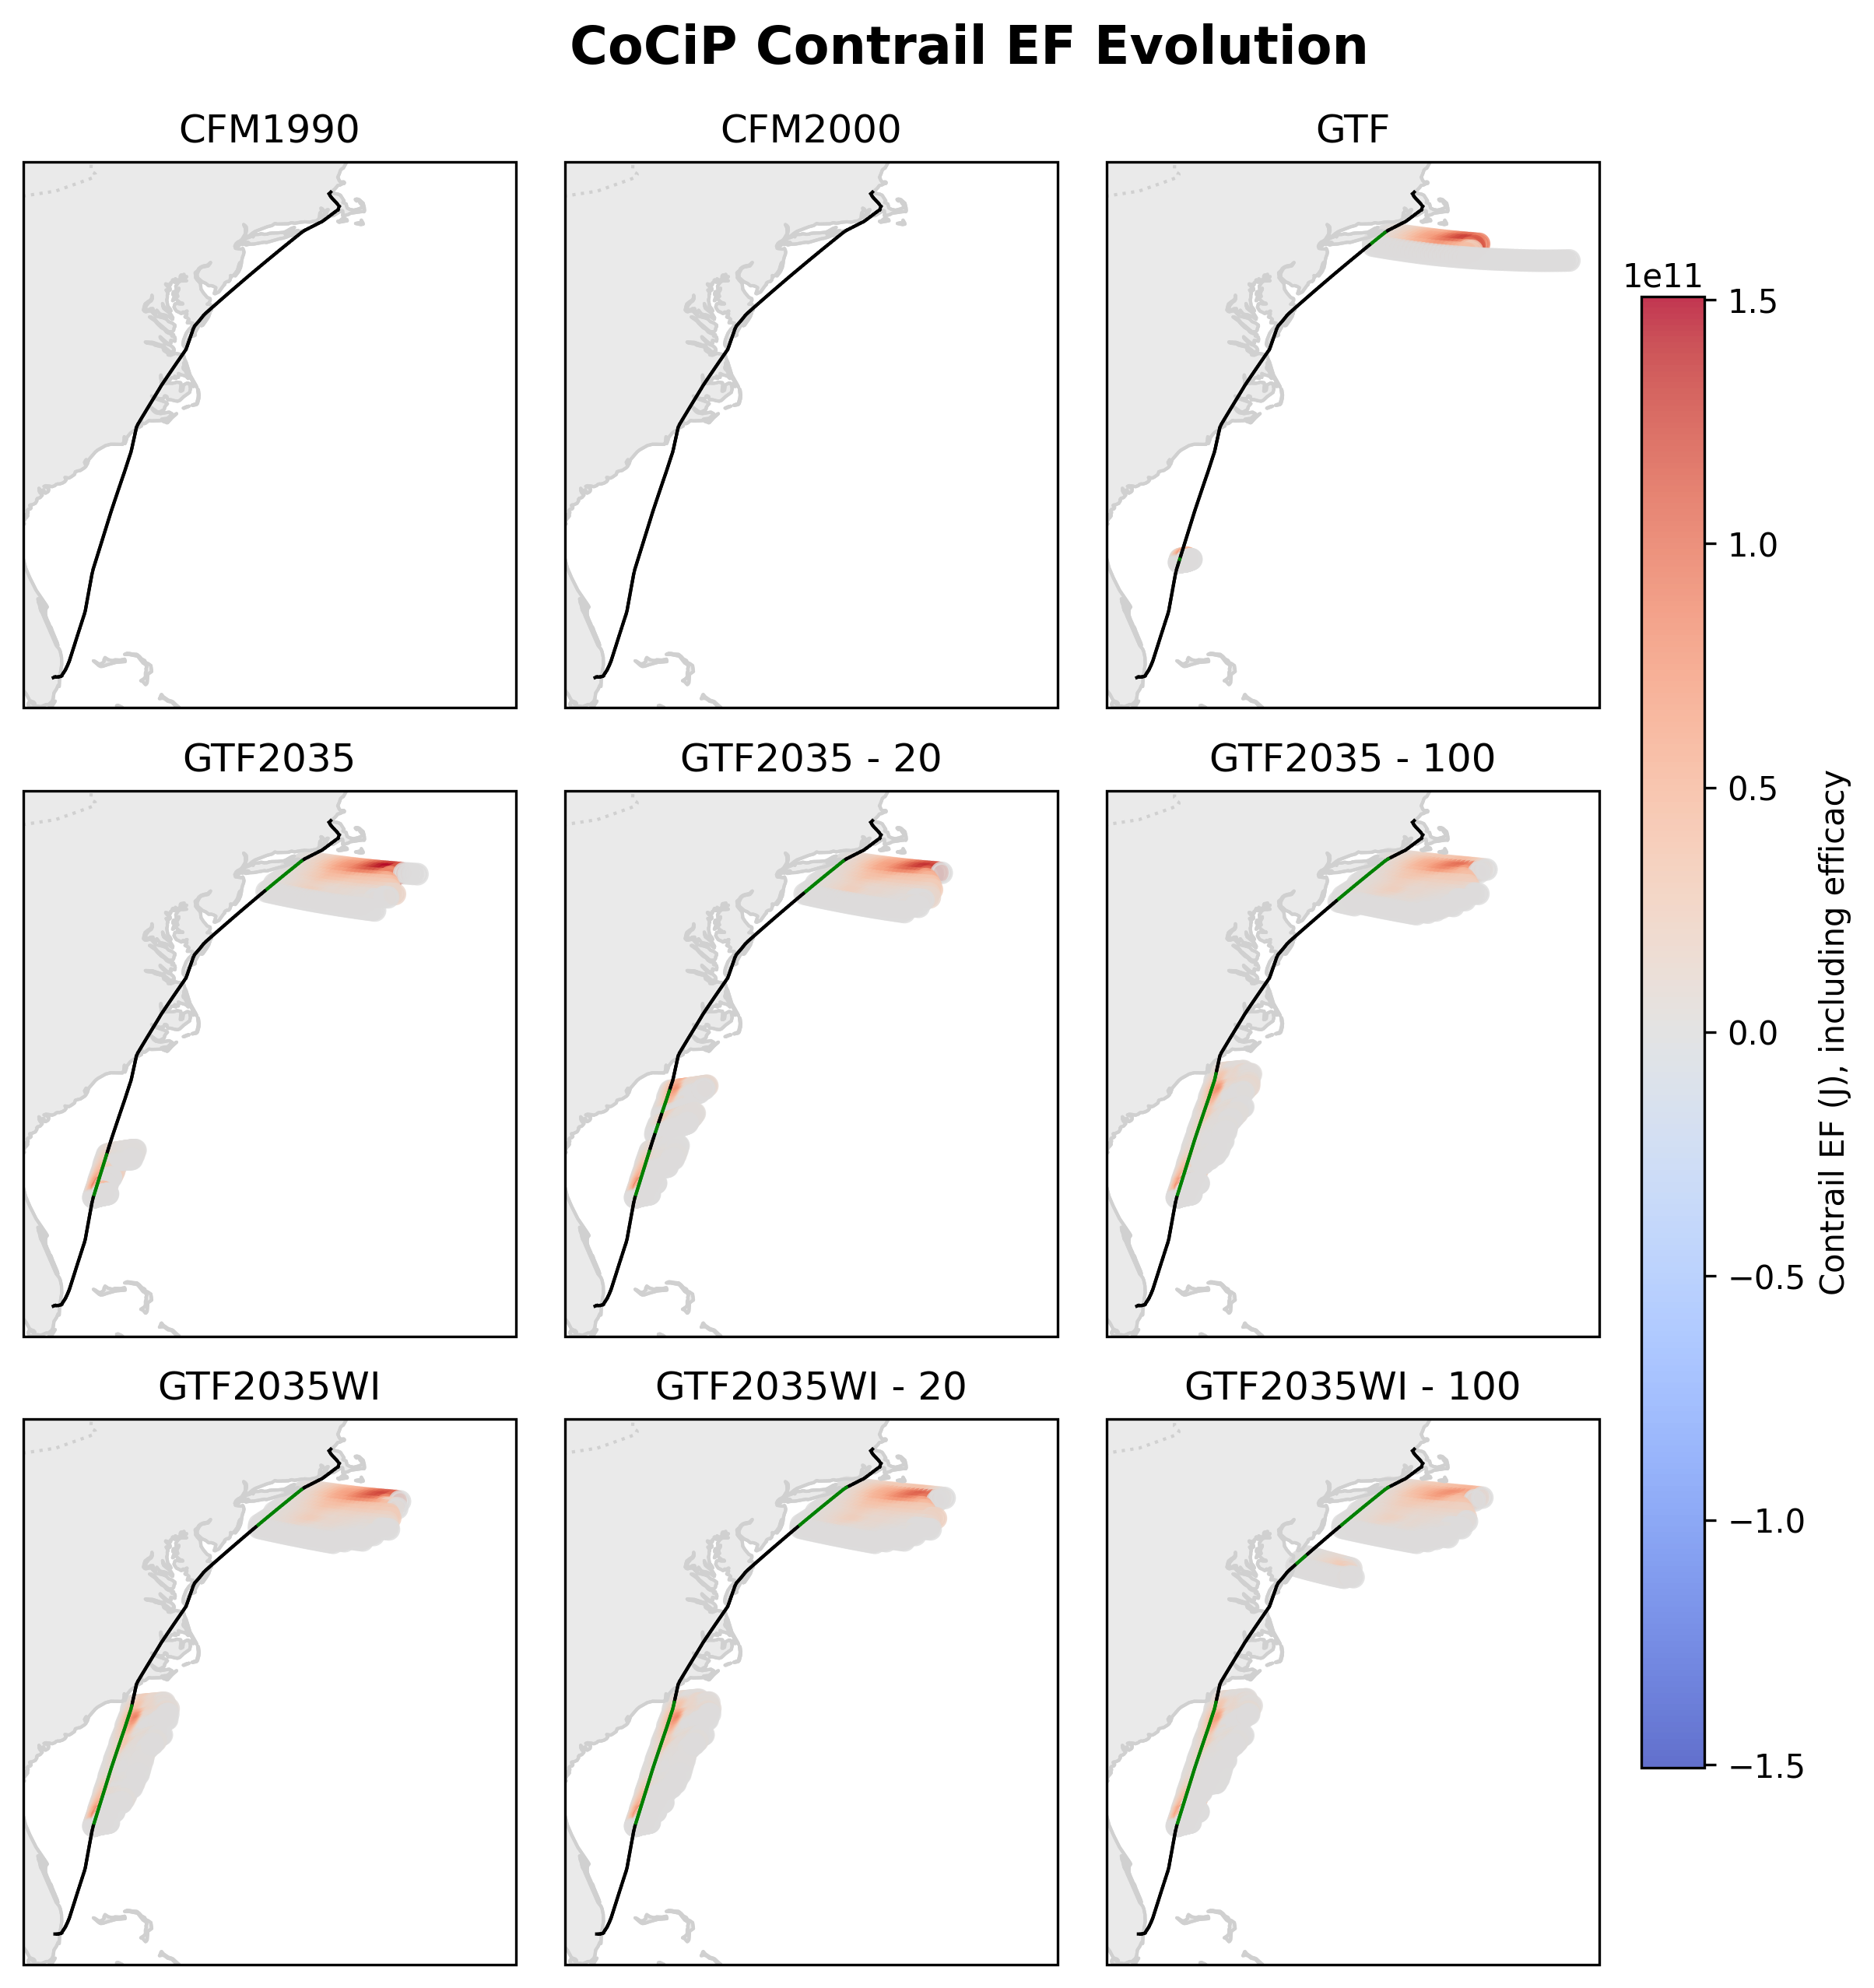 CoCiP Contrail EF Evolution
CFM1990
CFM2000
GTF
1e11
1.5
1.0
0.5
0.0
−0.5
−1.0
−1.5
Contrail EF (J), including efficacy
GTF2035
GTF2035 - 20
GTF2035 - 100
GTF2035WI
GTF2035WI - 20
GTF2035WI - 100